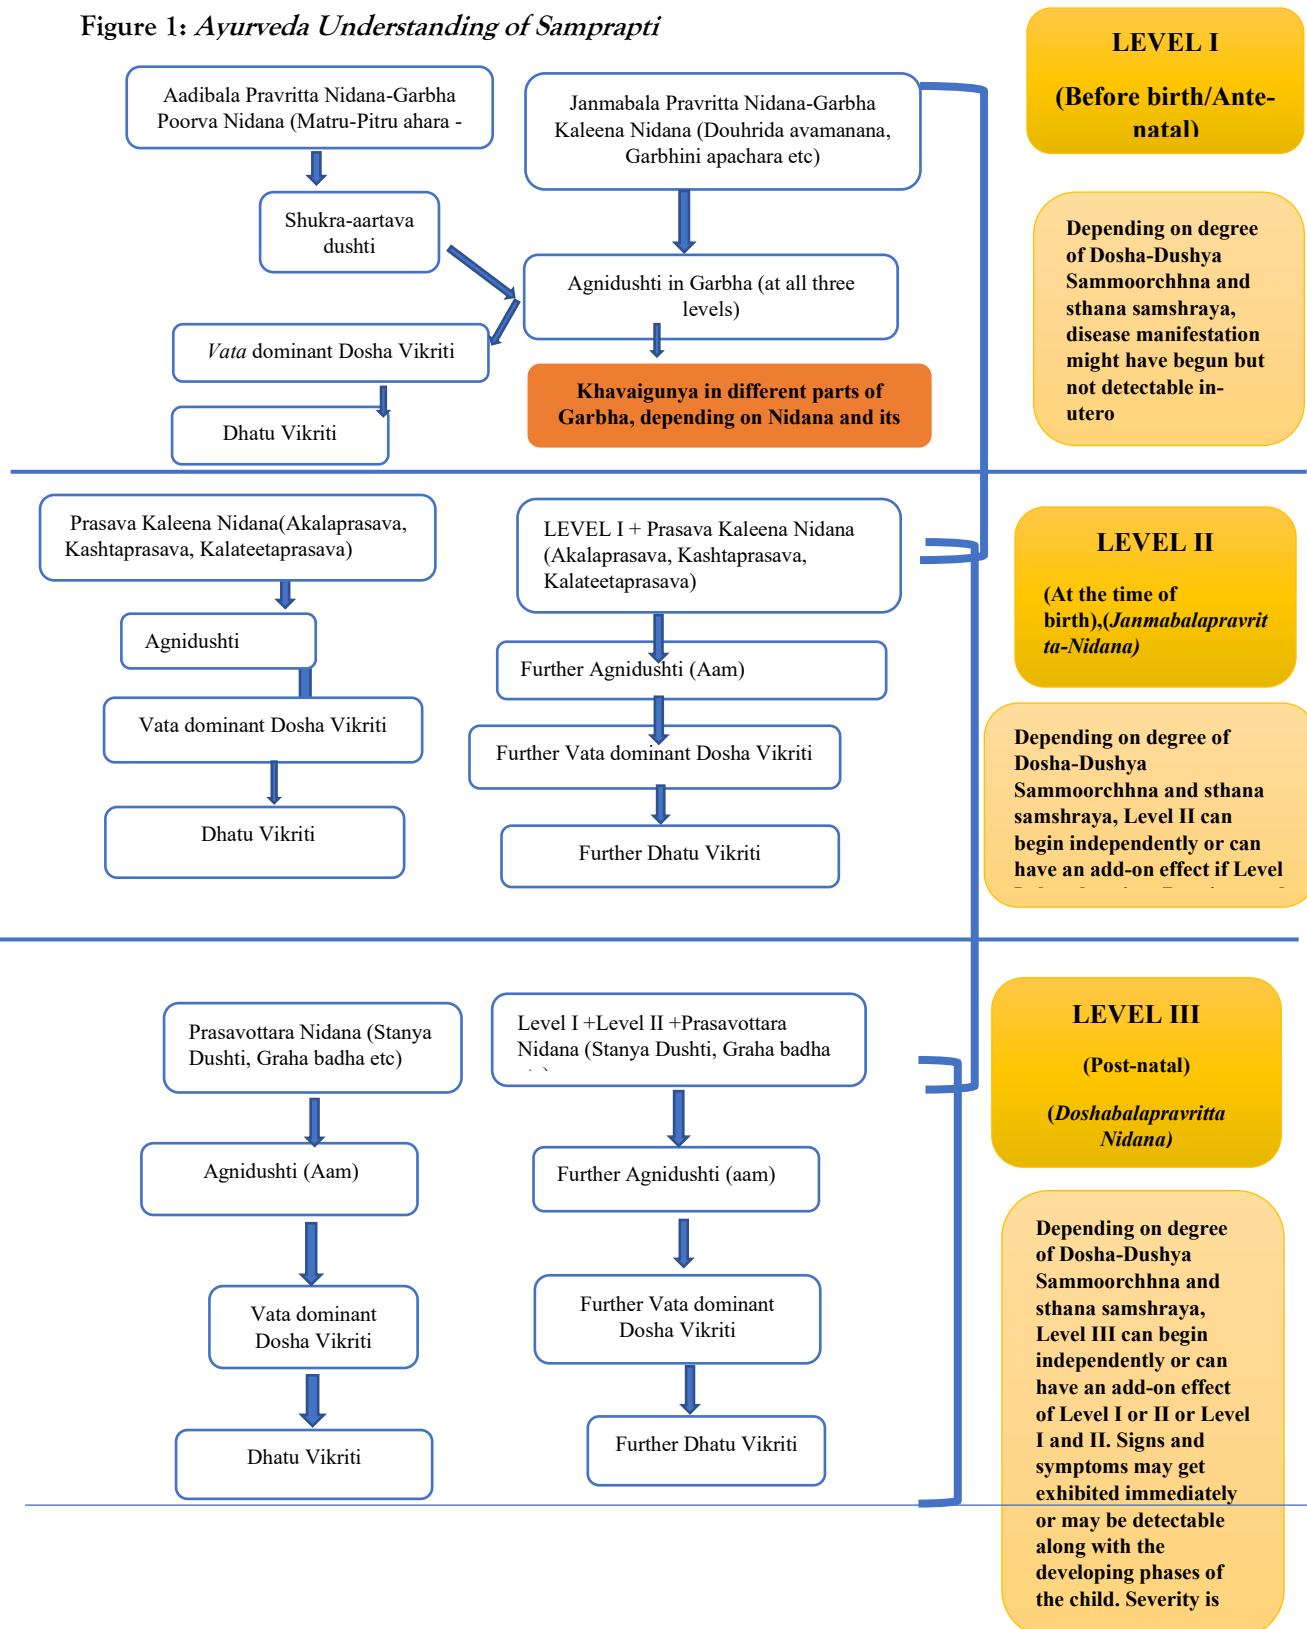 Figure 1: Ayurveda Understanding of Samprapti
Aadibala Pravritta Nidana-Garbha
Poorva Nidana (Matru-Pitru ahara -
Janmabala Pravritta Nidana-Garbha
Kaleena Nidana (Douhrida avamanana,
Garbhini apachara etc)
Shukra-aartava
dushti
Agnidushti in Garbha (at all three
levels)
Vata dominant Dosha Vikriti
Khavaigunya in different parts of
Garbha, depending on Nidana and its
Dhatu Vikriti
LEVEL I
(Before birth/Ante-
natal)
Depending on degree
of Dosha-Dushya
Sammoorchhna and
sthana samshraya,
disease manifestation
might have begun but
not detectable in-
utero
Prasava Kaleena Nidana(Akalaprasava,
Kashtaprasava, Kalateetaprasava)
Agnidushti
Vata dominant Dosha Vikriti
Dhatu Vikriti
LEVEL I + Prasava Kaleena Nidana
(Akalaprasava, Kashtaprasava,
Kalateetaprasava)
Further Agnidushti (Aam)
Further Vata dominant Dosha Vikriti
Further Dhatu Vikriti
LEVEL II
(At the time of
birth),(Janmabalapravrit
ta-Nidana)
Depending on degree of
Dosha-Dushya
Sammoorchhna and sthana
samshraya, Level II can
begin independently or can
have an add-on effect if Level
Prasavottara Nidana (Stanya
Dushti, Graha badha etc)
Agnidushti (Aam)
Vata dominant
Dosha Vikriti
Dhatu Vikriti
Level I +Level II +Prasavottara
Nidana (Stanya Dushti, Graha badha
Further Agnidushti (aam)
Further Vata dominant
Dosha Vikriti
Further Dhatu Vikriti
LEVEL III
(Post-natal)
(Doshabalapravritta
Nidana)
Depending on degree
of Dosha-Dushya
Sammoorchhna and
sthana samshraya,
Level III can begin
independently or can
have an add-on effect
of Level I or II or Level
I and II. Signs and
symptoms may get
exhibited immediately
or may be detectable
along with the
developing phases of
the child. Severity is